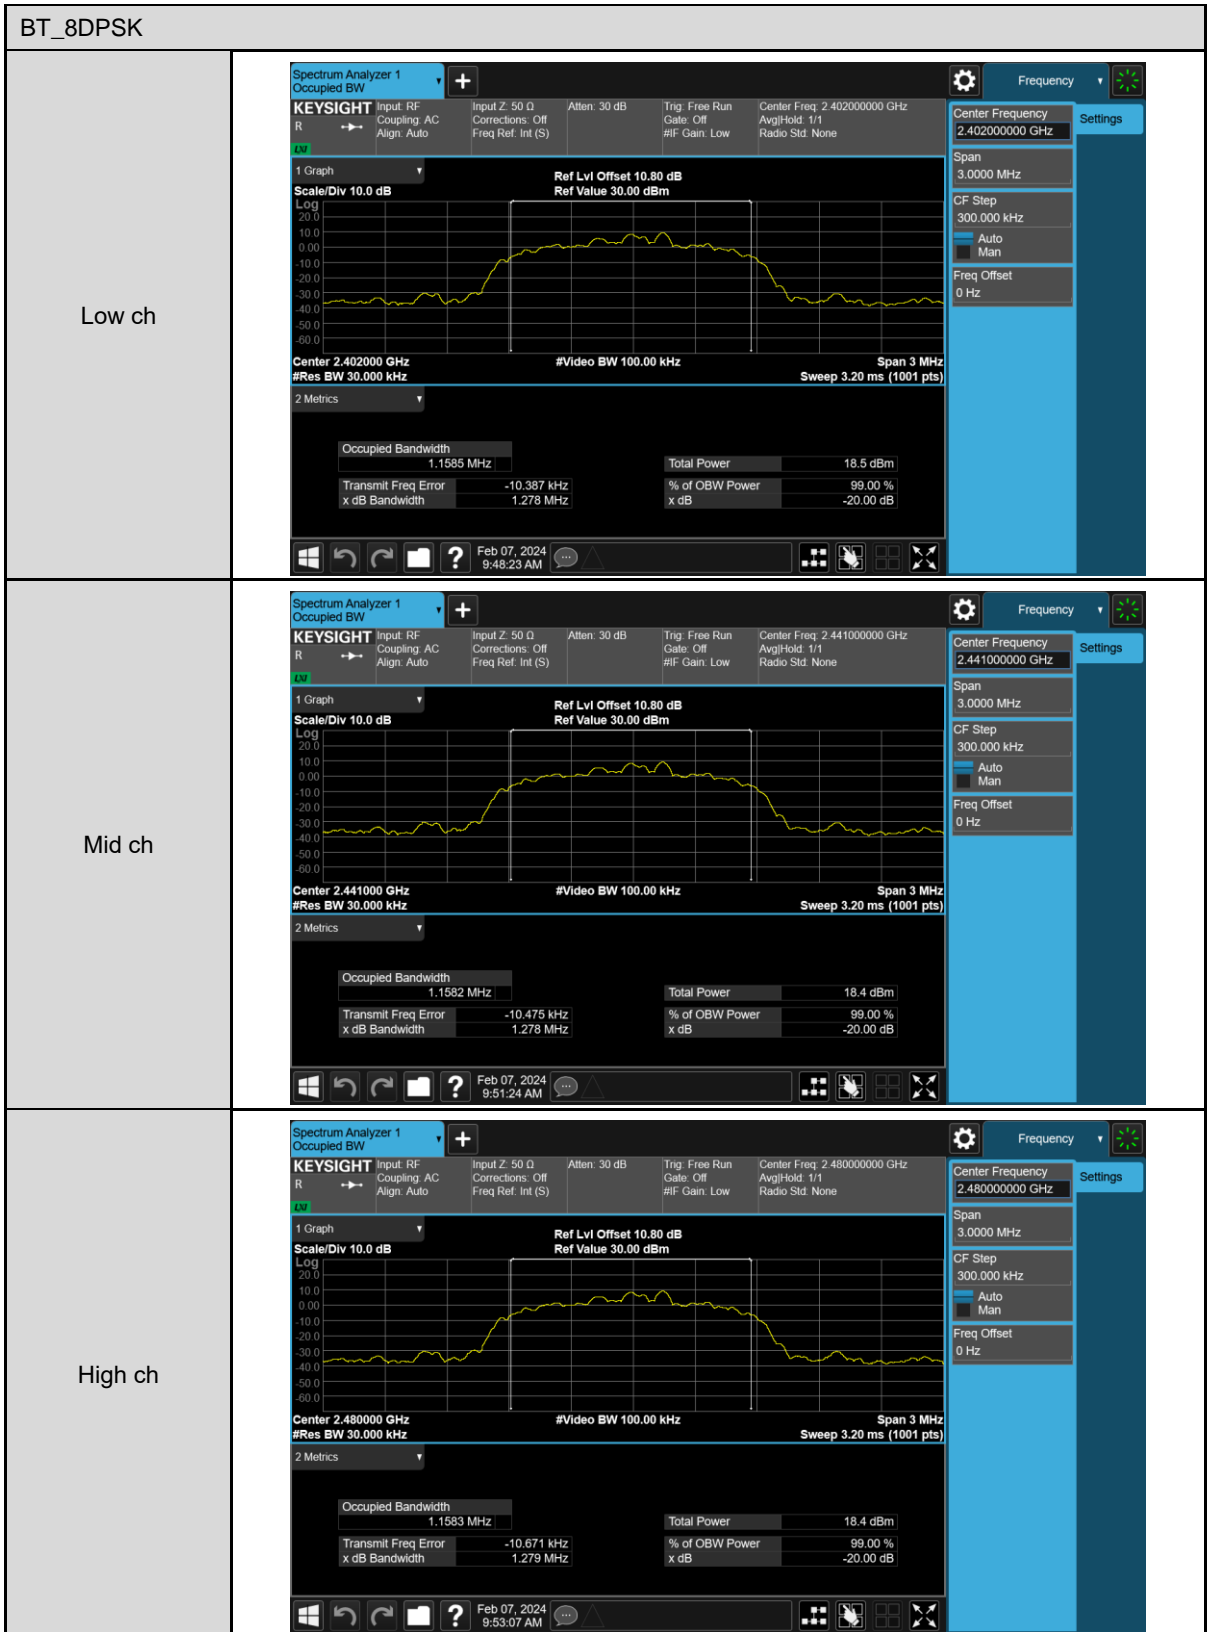 BT_8DPSK
Low ch
Spectrum Analyzer 1
Occupied BW
Frequency
KEYSIGHT
R
LXI
Input: RF
Coupling: AC
Align: Auto
Input Z: 50 Ω
Corrections: Off
Freq Ref: Int (S)
Atten: 30 dB
Trig: Free Run
Gate: Off
#IF Gain: Low
Center Freq: 2.402000000 GHz
Avg|Hold: 1/1
Radio Std: None
Center Frequency
2.402000000 GHz
Settings
Span
3.0000 MHz
CF Step
300.000 kHz
Auto
Man
Freq Offset
0 Hz
1 Graph
Scale/Div 10.0 dB
Ref Lvl Offset 10.80 dB
Ref Value 30.00 dBm
Log
20.0
10.0
0.00
-10.0
-20.0
-30.0
-40.0
-50.0
-60.0
Center 2.402000 GHz
#Video BW 100.00 kHz
Span 3 MHz
#Res BW 30.000 kHz
Sweep 3.20 ms (1001 pts)
2 Metrics
Occupied Bandwidth
1.1585 MHz
Total Power 18.5 dBm
Transmit Freq Error -10.387 kHz
% of OBW Power 99.00 %
x dB Bandwidth 1.278 MHz
x dB -20.00 dB
Feb 07, 2024
9:48:23 AM
Mid ch
Spectrum Analyzer 1
Occupied BW
Frequency
KEYSIGHT
R
LXI
Input: RF
Coupling: AC
Align: Auto
Input Z: 50 Ω
Corrections: Off
Freq Ref: Int (S)
Atten: 30 dB
Trig: Free Run
Gate: Off
#IF Gain: Low
Center Freq: 2.441000000 GHz
Avg|Hold: 1/1
Radio Std: None
Center Frequency
2.441000000 GHz
Settings
Span
3.0000 MHz
CF Step
300.000 kHz
Auto
Man
Freq Offset
0 Hz
1 Graph
Scale/Div 10.0 dB
Ref Lvl Offset 10.80 dB
Ref Value 30.00 dBm
Log
20.0
10.0
0.00
-10.0
-20.0
-30.0
-40.0
-50.0
-60.0
Center 2.441000 GHz
#Video BW 100.00 kHz
Span 3 MHz
#Res BW 30.000 kHz
Sweep 3.20 ms (1001 pts)
2 Metrics
Occupied Bandwidth
1.1582 MHz
Total Power 18.4 dBm
Transmit Freq Error -10.475 kHz
% of OBW Power 99.00 %
x dB Bandwidth 1.278 MHz
x dB -20.00 dB
Feb 07, 2024
9:51:24 AM
High ch
Spectrum Analyzer 1
Occupied BW
Frequency
KEYSIGHT
R
LXI
Input: RF
Coupling: AC
Align: Auto
Input Z: 50 Ω
Corrections: Off
Freq Ref: Int (S)
Atten: 30 dB
Trig: Free Run
Gate: Off
#IF Gain: Low
Center Freq: 2.480000000 GHz
Avg|Hold: 1/1
Radio Std: None
Center Frequency
2.480000000 GHz
Settings
Span
3.0000 MHz
CF Step
300.000 kHz
Auto
Man
Freq Offset
0 Hz
1 Graph
Scale/Div 10.0 dB
Ref Lvl Offset 10.80 dB
Ref Value 30.00 dBm
Log
20.0
10.0
0.00
-10.0
-20.0
-30.0
-40.0
-50.0
-60.0
Center 2.480000 GHz
#Video BW 100.00 kHz
Span 3 MHz
#Res BW 30.000 kHz
Sweep 3.20 ms (1001 pts)
2 Metrics
Occupied Bandwidth
1.1583 MHz
Total Power 18.4 dBm
Transmit Freq Error -10.671 kHz
% of OBW Power 99.00 %
x dB Bandwidth 1.279 MHz
x dB -20.00 dB
Feb 07, 2024
9:53:07 AM